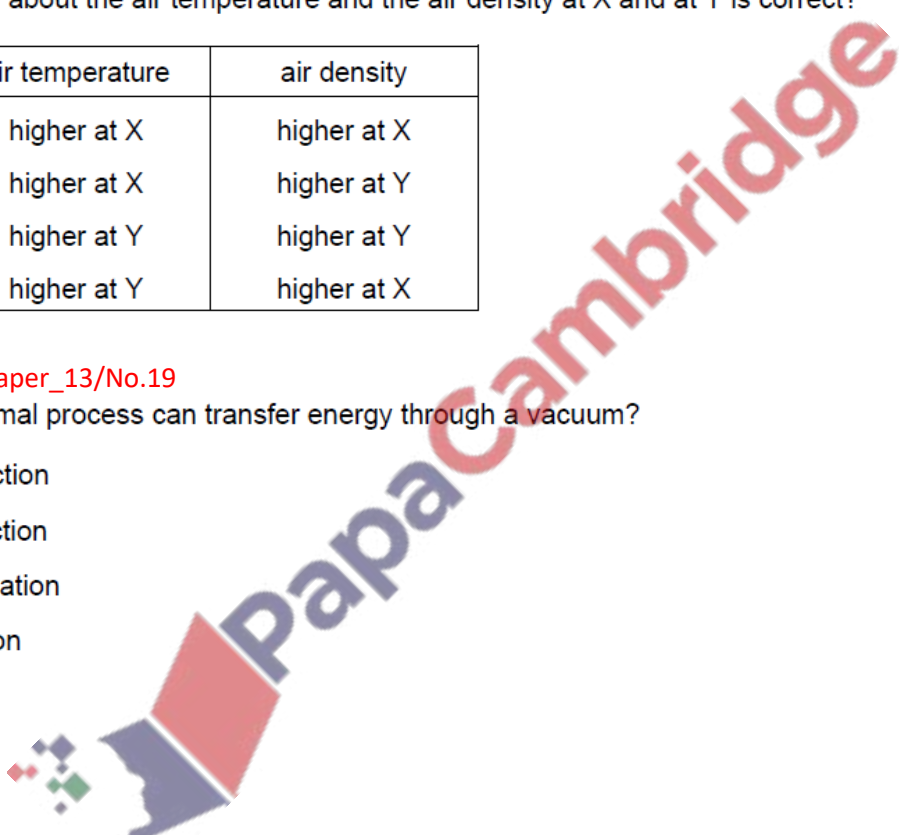 about the air temperature and the air density at X and at Y is correct?
ir temperature air density
higher at X higher at X
higher at X higher at Y
higher at Y higher at Y
higher at Y higher at X
aper_13/No.19
mal process can transfer energy through a vacuum?
ction
ction
ation
on
PapaCambridge